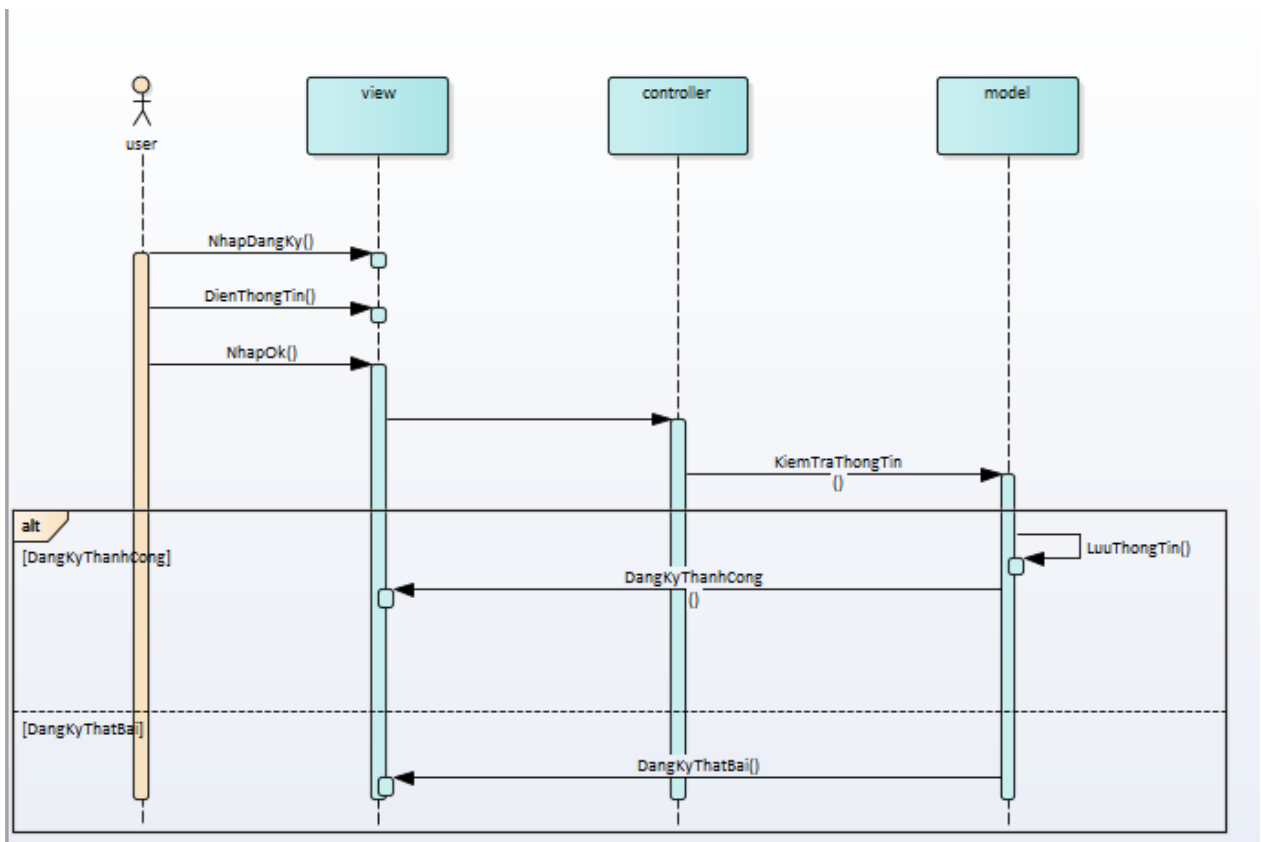 user
view
controller
model
NhapDangKy()
DienThongTin()
NhapOk()
KiemTraThongTin
()
alt
[DangKyThanhCong]
LuuThongTin()
DangKyThanhCong
()
[DangKyThatBai]
DangKyThatBai()